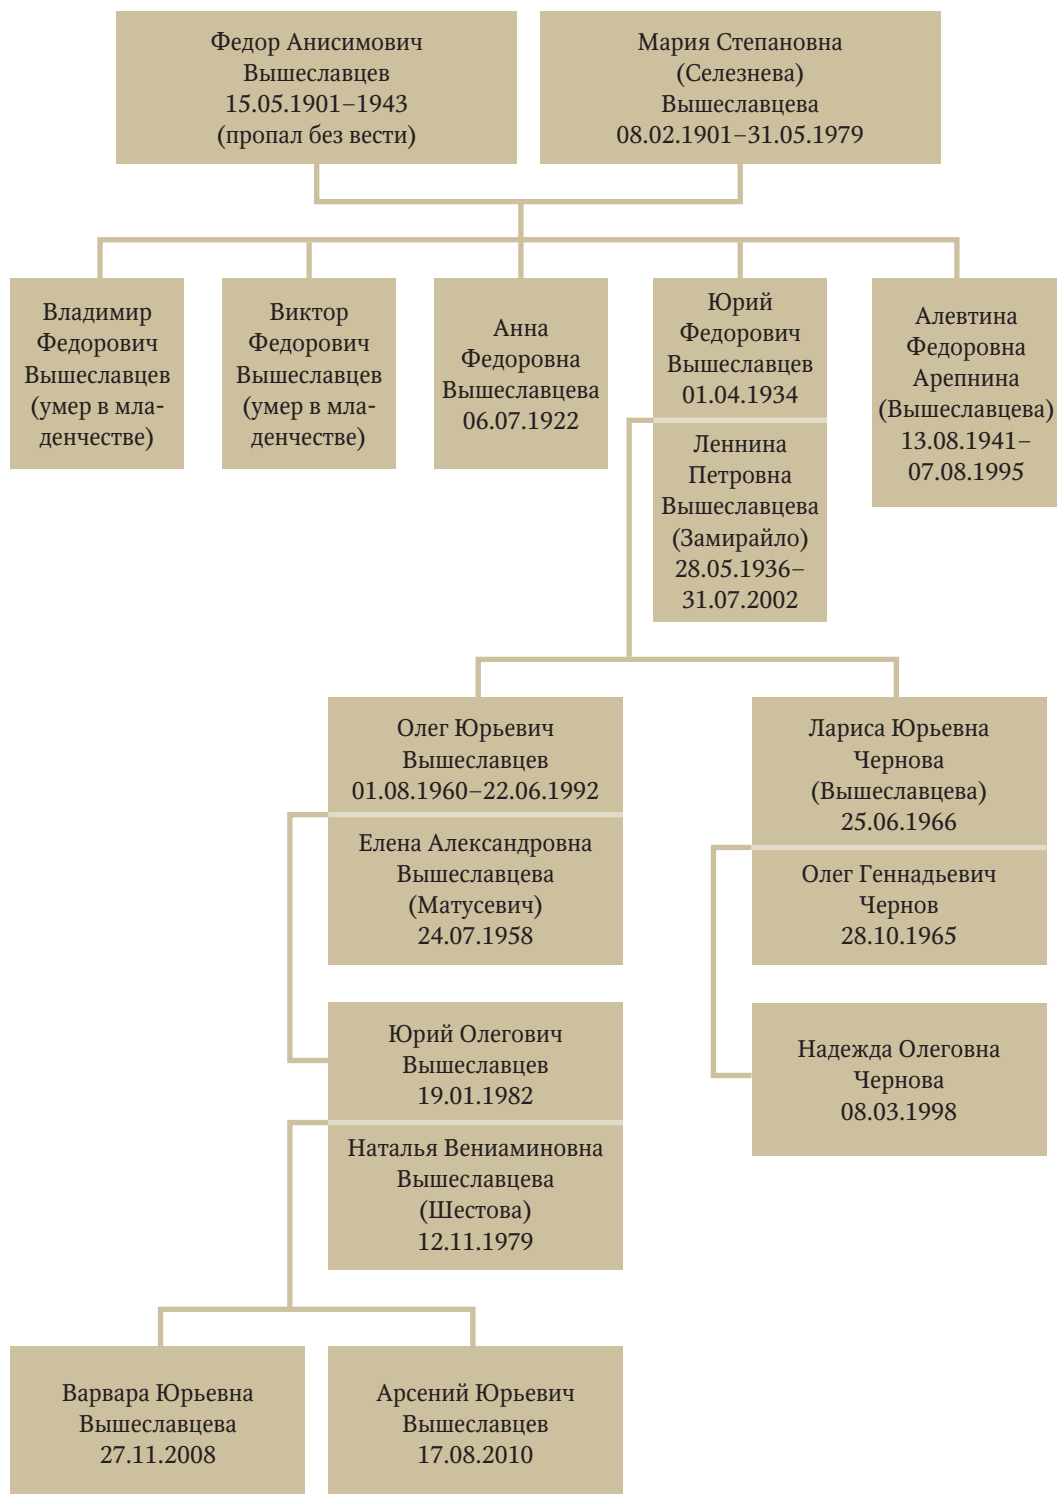 Федор Анисимович
Вышеславцев
15.05.1901–1943
(пропал без вести)
Мария Степановна
(Селезнева)
Вышеславцева
08.02.1901–31.05.1979
Владимир
Федорович
Вышеславцев
(умер в мла-
денчестве)
Виктор
Федорович
Вышеславцев
(умер в мла-
денчестве)
Анна
Федоровна
Вышеславцева
06.07.1922
Юрий
Федорович
Вышеславцев
01.04.1934
Леннина
Петровна
Вышеславцева
(Замирайло)
28.05.1936–
31.07.2002
Алевтина
Федоровна
Арепнина
(Вышеславцева)
13.08.1941–
07.08.1995
Олег Юрьевич
Вышеславцев
01.08.1960–22.06.1992
Елена Александровна
Вышеславцева
(Матусевич)
24.07.1958
Лариса Юрьевна
Чернова
(Вышеславцева)
25.06.1966
Олег Геннадьевич
Чернов
28.10.1965
Юрий Олегович
Вышеславцев
19.01.1982
Наталья Вениаминовна
Вышеславцева
(Шестова)
12.11.1979
Надежда Олеговна
Чернова
08.03.1998
Варвара Юрьевна
Вышеславцева
27.11.2008
Арсений Юрьевич
Вышеславцев
17.08.2010